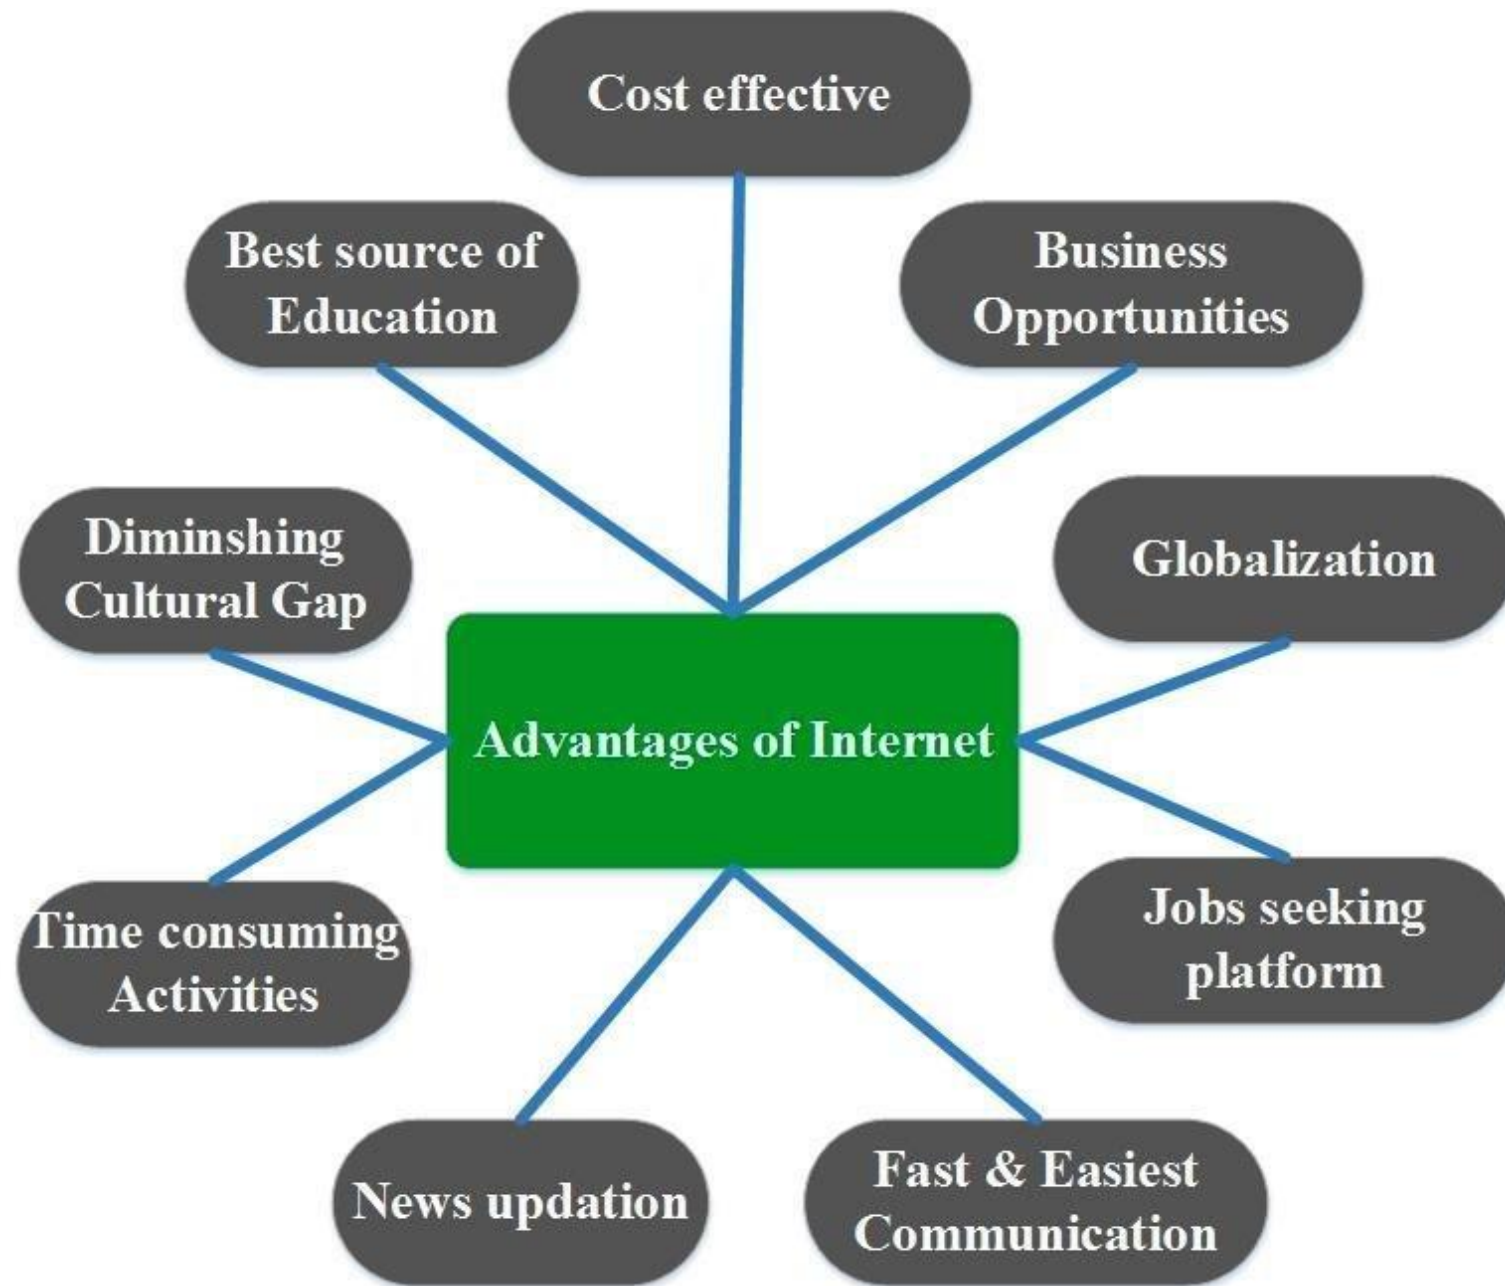 Cost effective
Best source of
Education
Business
Opportunities
Diminshing
Cultural Gap
Globalization
Advantages of Internet
Time consuming
Activities
Jobs seeking
platform
News updation
Fast & Easiest
Communication